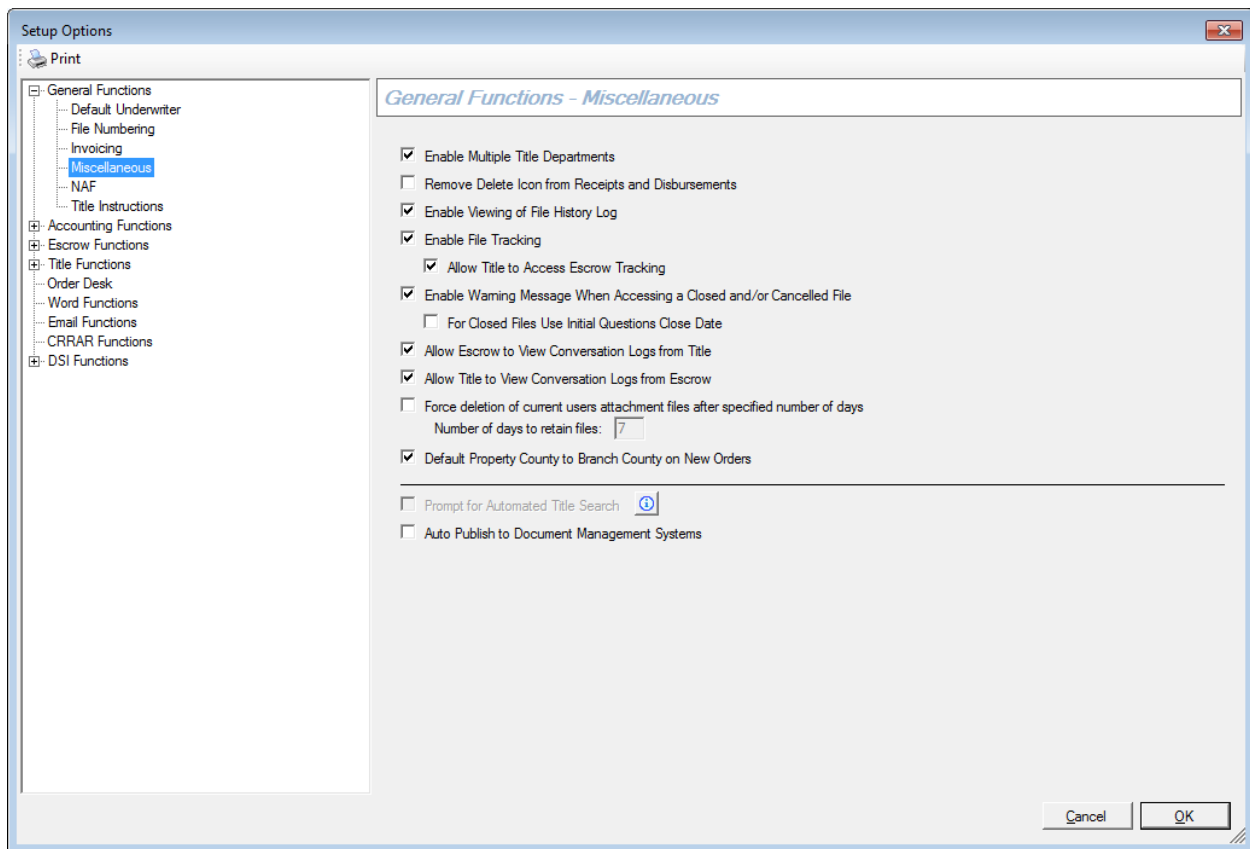 Setup Options
Print
General Functions
Default Underwriter
File Numbering
Invoicing
Miscellaneous
NAF
Title Instructions
Accounting Functions
Escrow Functions
Title Functions
Order Desk
Word Functions
Email Functions
CRRAR Functions
DSI Functions
General Functions - Miscellaneous
Enable Multiple Title Departments
Remove Delete Icon from Receipts and Disbursements
Enable Viewing of File History Log
Enable File Tracking
Allow Title to Access Escrow Tracking
Enable Warning Message When Accessing a Closed and/or Cancelled File
For Closed Files Use Initial Questions Close Date
Allow Escrow to View Conversation Logs from Title
Allow Title to View Conversation Logs from Escrow
Force deletion of current users attachment files after specified number of days
Number of days to retain files: 7
Default Property County to Branch County on New Orders
Prompt for Automated Title Search
Auto Publish to Document Management Systems
Cancel OK